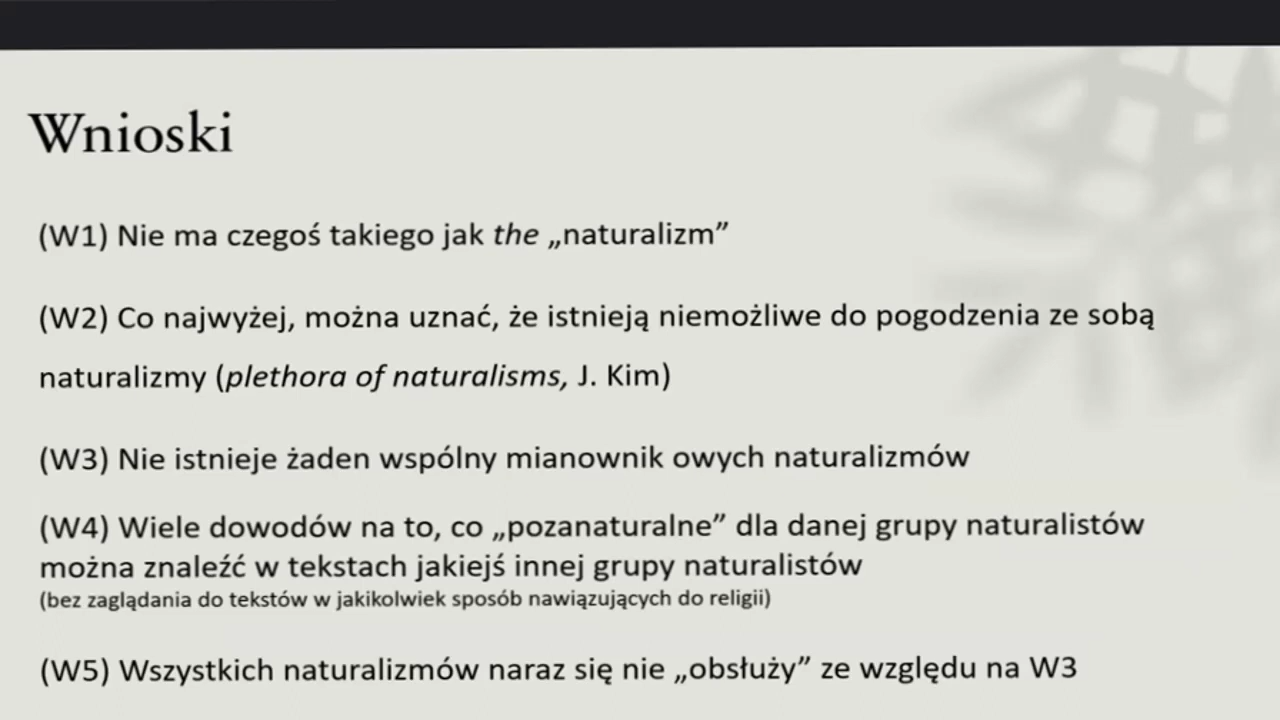 Wnioski
(W1) Nie ma czegoś takiego jak the „naturalizm”
(W2) Co najwyżej, można uznać, że istnieją niemożliwe do pogodzenia ze sobą
naturalizmy (plethora of naturalisms, J. Kim)
(W3) Nie istnieje żaden wspólny mianownik owych naturalizmów
(W4) Wiele dowodów na to, co „pozanaturalne” dla danej grupy naturalistów
można znaleźć w tekstach jakiejś innej grupy naturalistów
(bez zaglądania do tekstów w jakikolwiek sposób nawiązujących do religii)
(W5) Wszystkich naturalizmów naraz się nie „obsłuży” ze względu na W3